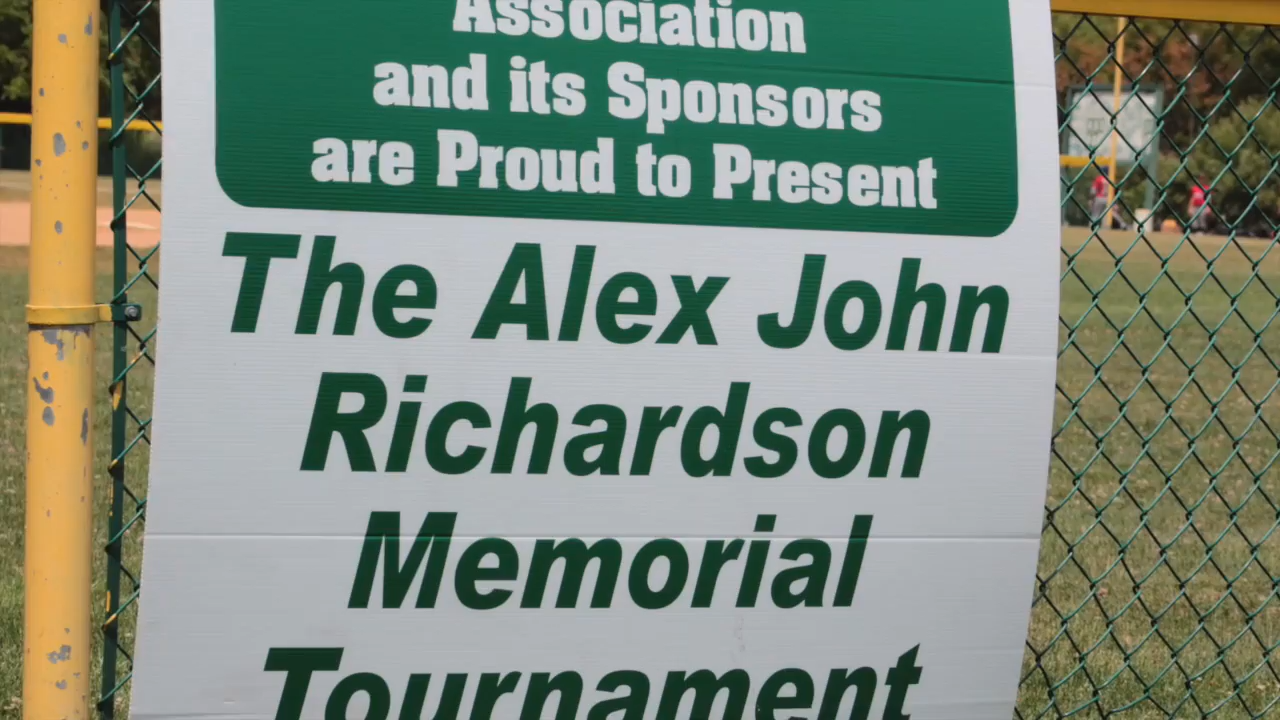 Association
and its Sponsors
are Proud to Present
The Alex John
Richardson
Memorial
Tournament